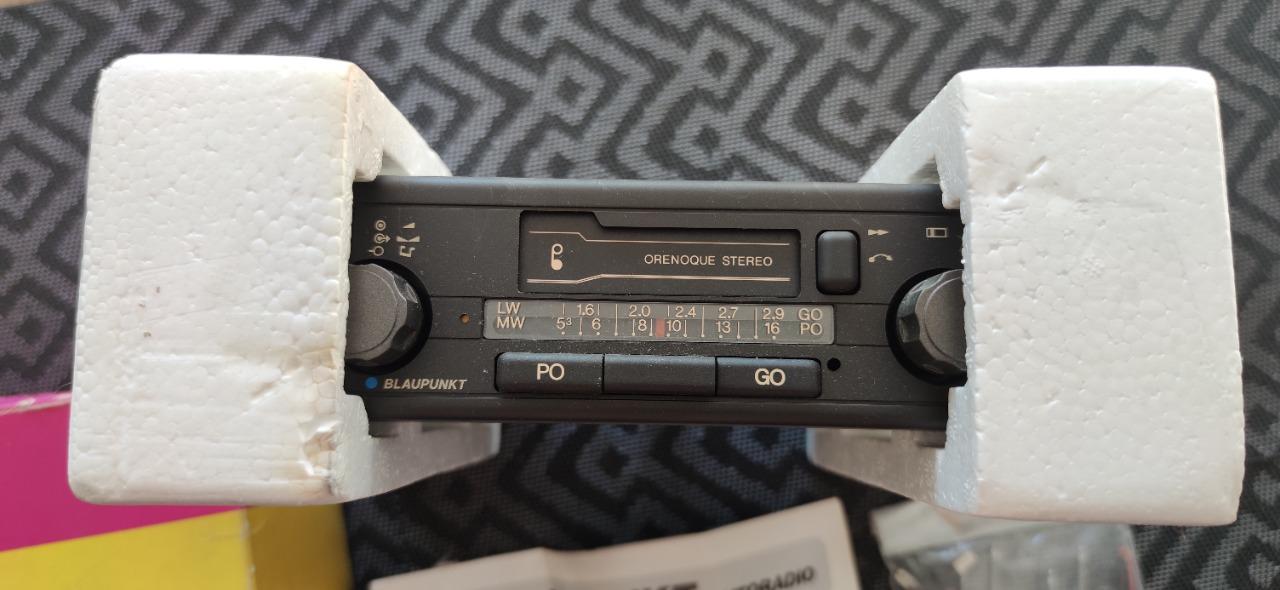 ORENOQUE STEREO
LW 1.6 2.0 2.4 2.7 2.9 GO
MW 5³ 6 8 10 13 16 PO
PO GO
BLAUPUNKT